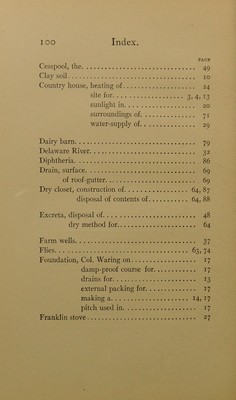 100 Index.
PAGE
Cesspool, the. . . . . . . . . . . . . . . . . . . . . . . . . . 49
Clay soil. . . . . . . . . . . . . . . . . . . . . . . . . . . . . . 10
Country house, heating of. . . . . . . . . . . . . . . . 24
site for. . . . . . . . . . . . . . . . . . 3, 4, 13
sunlight in. . . . . . . . . . . . . . . . . . 20
surroundings of. . . . . . . . . . . . . . 71
water-supply of. . . . . . . . . . . . . . 29
Dairy barn. . . . . . . . . . . . . . . . . . . . . . . . . . . . 79
Delaware River. . . . . . . . . . . . . . . . . . . . . . . . 32
Diphtheria. . . . . . . . . . . . . . . . . . . . . . . . . . . . 86
Drain, surface. . . . . . . . . . . . . . . . . . . . . . . . . 69
of roof-gutter. . . . . . . . . . . . . . . . . . . . . . 69
Dry closet, construction of. . . . . . . . . . . . . . 64, 87
disposal of contents of. . . . . . . . . . 64, 88
Excreta, disposal of. . . . . . . . . . . . . . . . . . . . . 48
dry method for. . . . . . . . . . . . . . . . . . 64
Farm wells. . . . . . . . . . . . . . . . . . . . . . . . . . . . 37
Flies. . . . . . . . . . . . . . . . . . . . . . . . . . . . . . . 63, 74
Foundation, Col. Waring on. . . . . . . . . . . . . . 17
damp-proof course for. . . . . . . . . . 17
drains for. . . . . . . . . . . . . . . . . . . . 13
external packing for. . . . . . . . . . . . 17
making a. . . . . . . . . . . . . . . . . . . 14, 17
pitch used in. . . . . . . . . . . . . . . . . . 17
Franklin stove . . . . . . . . . . . . . . . . . . . . . . . . . 27